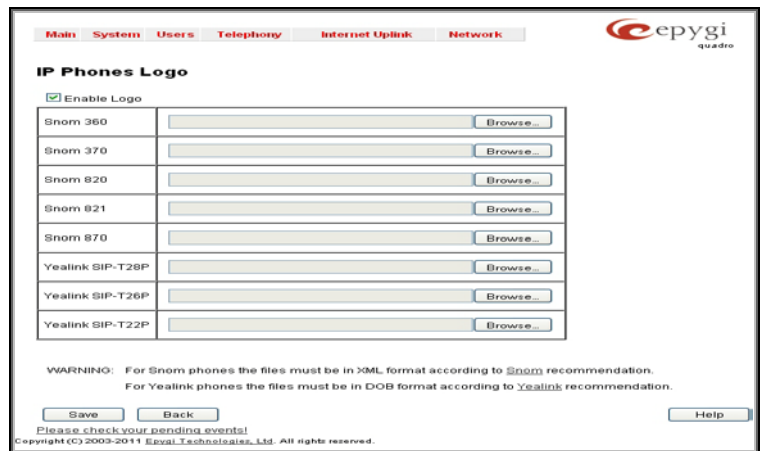 Main System Users Telephony Internet Uplink Network
epygi
quadro
IP Phones Logo
Enable Logo
Snom 360 Browse...
Snom 370 Browse...
Snom 820 Browse...
Snom 821 Browse...
Snom 870 Browse...
Yealink SIP-T28P Browse...
Yealink SIP-T26P Browse...
Yealink SIP-T22P Browse...
WARNING: For Snom phones the files must be in XML format according to Snom recommendation.
For Yealink phones the files must be in DOB format according to Yealink recommendation.
Save Back Help
Please check your pending events!
Copyright (C) 2003-2011 Epygi Technologies, Ltd. All rights reserved.